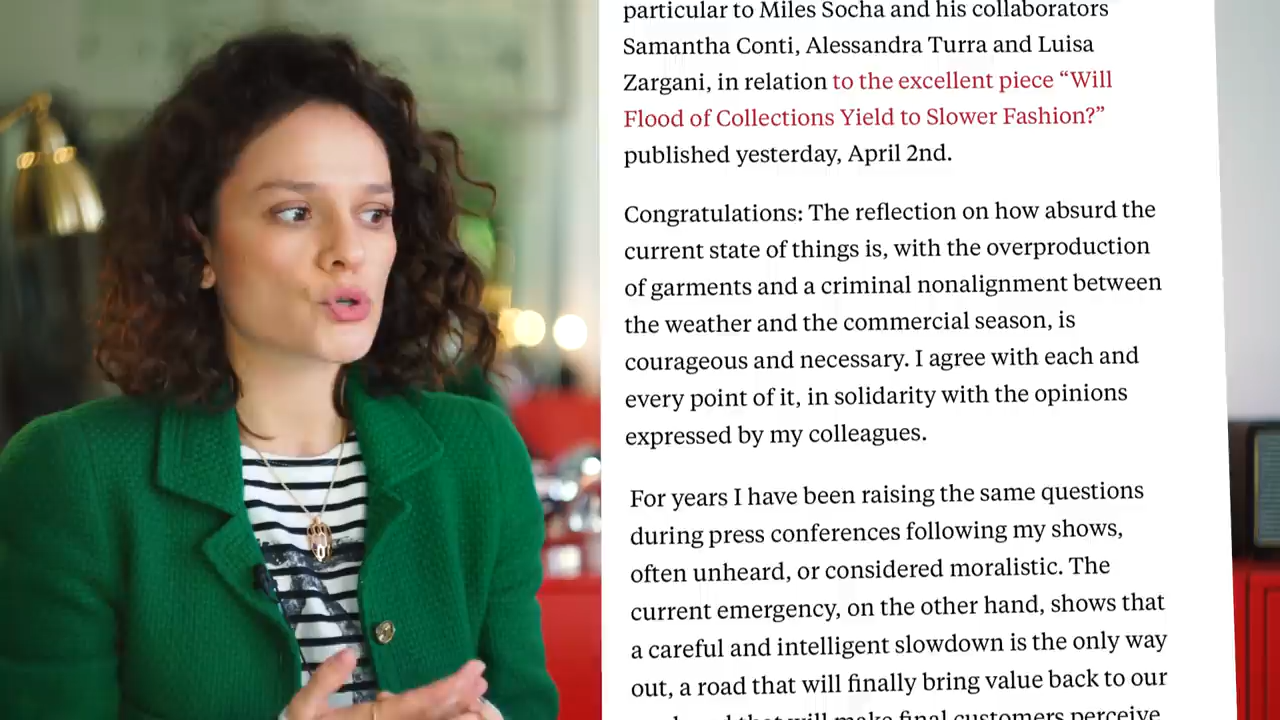 particular to Miles Socha and his collaborators
Samantha Conti, Alessandra Turra and Luisa
Zargani, in relation to the excellent piece “Will
Flood of Collections Yield to Slower Fashion?”
published yesterday, April 2nd.
Congratulations: The reflection on how absurd the
current state of things is, with the overproduction
of garments and a criminal nonalignment between
the weather and the commercial season, is
courageous and necessary. I agree with each and
every point of it, in solidarity with the opinions
expressed by my colleagues.
For years I have been raising the same questions
during press conferences following my shows,
often unheard, or considered moralistic. The
current emergency, on the other hand, shows that
a careful and intelligent slowdown is the only way
out, a road that will finally bring value back to our
that will make final customers perceive